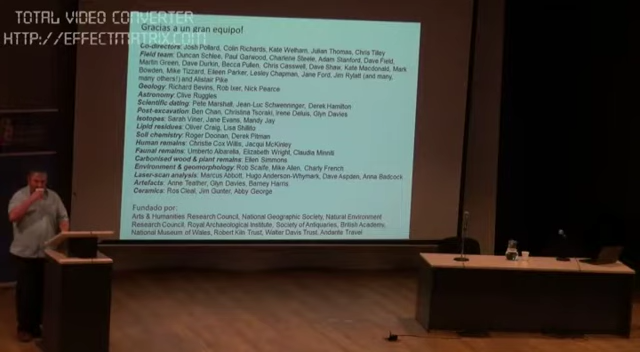 TOTAL VIDEO CONVERTER
HTTP://EFFECTMATRIX.COM
Gracias a un gran equipo!
Co-directors: Josh Pollard, Colin Richards, Kate Welham, Julian Thomas, Chris Tilley
Field team: Duncan Schlee, Paul Garwood, Charlene Steele, Adam Stanford, Dave Field,
Martin Green, Dave Durkin, Becca Pullen, Chris Casswell, Dave Shaw, Kate Macdonald, Mark
Bowden, Mike Tizzard, Eileen Parker, Lesley Chapman, Jane Ford, Jim Rylatt (and many,
many others!) and Alistair Pike
Geology: Richard Bevins, Rob Ixer, Nick Pearce
Astronomy: Clive Ruggles
Scientific dating: Pete Marshall, Jean-Luc Schwenninger, Derek Hamilton
Post-excavation: Ben Chan, Christina Tsoraki, Irene Deluis, Glyn Davies
Isotopes: Sarah Viner, Jane Evans, Mandy Jay
Lipid residues: Oliver Craig, Lisa Shillito
Soil chemistry: Roger Doonan, Derek Pitman
Human remains: Christie Cox Willis, Jacqui McKinley
Faunal remains: Umberto Albarella, Elizabeth Wright, Claudia Minniti
Carbonised wood & plant remains: Ellen Simmons
Environment & geomorphology: Rob Scaife, Mike Allen, Charly French
Laser-scan analysis: Marcus Abbott, Hugo Anderson-Whymark, Dave Aspden, Anna Badcock
Artefacts: Anne Teather, Glyn Davies, Barney Harris
Ceramics: Ros Cleal, Jim Gunter, Abby George
Fundado por:
Arts & Humanities Research Council, National Geographic Society, Natural Environment
Research Council, Royal Archaeological Institute, Society of Antiquaries, British Academy,
National Museum of Wales, Robert Kiln Trust, Walter Davis Trust, Andante Travel